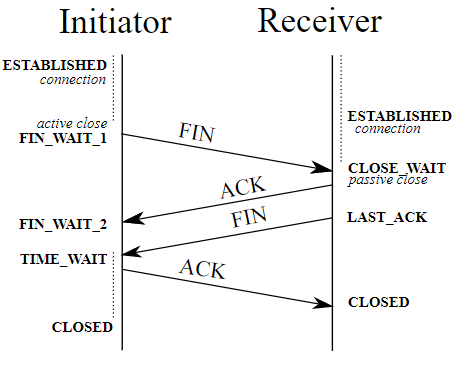 Initiator
Receiver
ESTABLISHED
connection
ESTABLISHED
connection
active close
FIN_WAIT_1
FIN
CLOSE_WAIT
passive close
ACK
FIN_WAIT_2
FIN
LAST_ACK
TIME_WAIT
ACK
CLOSED
CLOSED